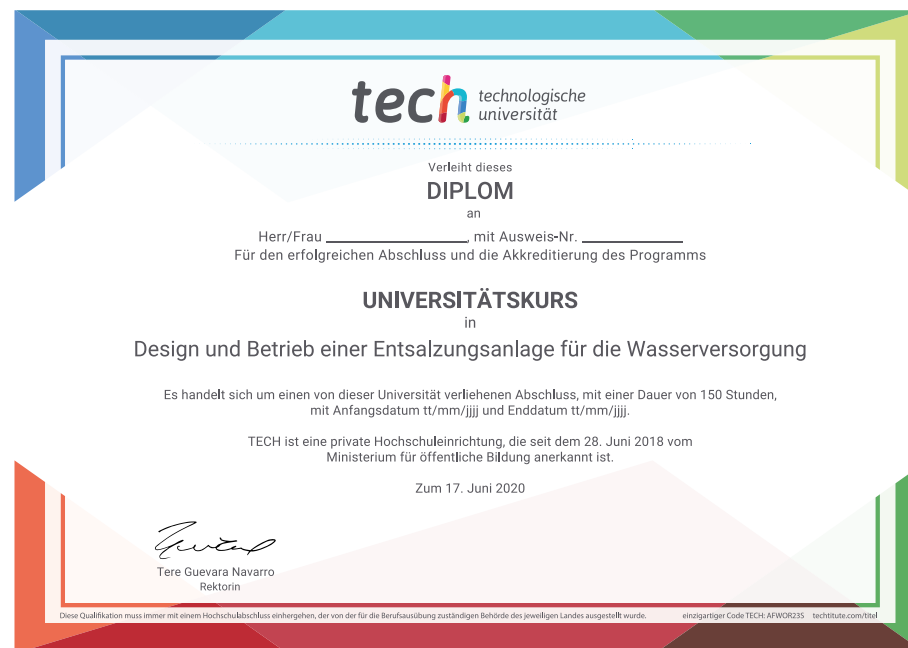 tech technologische
universität
Verleiht dieses
DIPLOM
an
Herr/Frau ____________, mit Ausweis-Nr. ____________
Für den erfolgreichen Abschluss und die Akkreditierung des Programms
UNIVERSITÄTSKURS
in
Design und Betrieb einer Entsalzungsanlage für die Wasserversorgung
Es handelt sich um einen von dieser Universität verliehenen Abschluss, mit einer Dauer von 150 Stunden,
mit Anfangsdatum tt/mm/jjjj und Enddatum tt/mm/jjjj.
TECH ist eine private Hochschuleinrichtung, die seit dem 28. Juni 2018 vom
Ministerium für öffentliche Bildung anerkannt ist.
Zum 17. Juni 2020
Tere Guevara Navarro
Rektorin
Diese Qualifikation muss immer mit einem Hochschulabschluss einhergehen, der von der für die Berufsausübung zuständigen Behörde des jeweiligen Landes ausgestellt wurde. einzigartiger Code TECH: AFWOR23S techtitute.com/titel